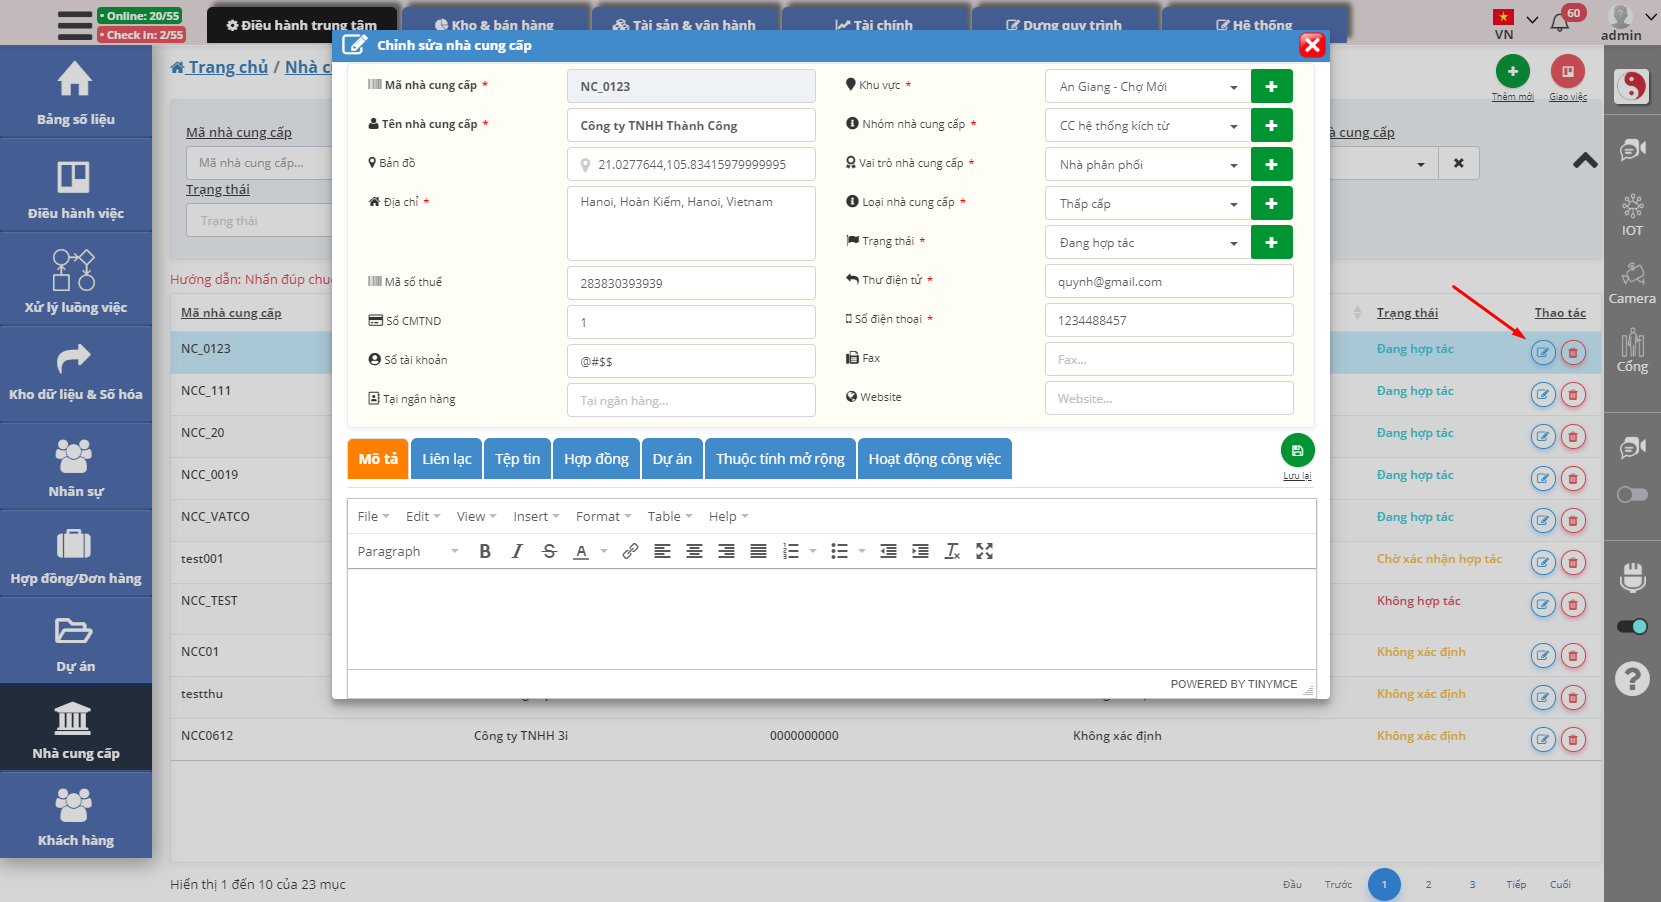 Online: 20/55
Check in: 2/55
Điều hành trung tâm
Kho & bán hàng
Tài sản & vận hành
Tài chính
Dựng quy trình
Hệ thống
VN
60
admin
Bảng số liệu
Điều hành việc
Xử lý luồng việc
Kho dữ liệu & Số hóa
Nhân sự
Hợp đồng/Đơn hàng
Dự án
Nhà cung cấp
Khách hàng
Trang chủ / Nhà c
Thêm mới
Giao việc
Mã nhà cung cấp
Mã nhà cung cấp...
Trạng thái
Trạng thái
à cung cấp
Hướng dẫn: Nhấn đúp chu
Mã nhà cung cấp
Trạng thái
Thao tác
NC_0123
Đang hợp tác
NCC_111
Đang hợp tác
NCC_20
Đang hợp tác
NCC_0019
Đang hợp tác
NCC_VATCO
Đang hợp tác
test001
Chờ xác nhận hợp tác
NCC_TEST
Không hợp tác
NCC01
Không xác định
testthu
Không xác định
NCC0612
Công ty TNHH 3i
0000000000
Không xác định
Không xác định
Hiển thị 1 đến 10 của 23 mục
Đầu
Trước
1
2
3
Tiếp
Cuối
IOT
Camera
Cổng
Chỉnh sửa nhà cung cấp
Mã nhà cung cấp *
NC_0123
Tên nhà cung cấp *
Công ty TNHH Thành Công
Bản đồ
21.0277644,105.83415979999995
Địa chỉ *
Hanoi, Hoàn Kiếm, Hanoi, Vietnam
Mã số thuế
283830393939
Số CMTND
1
Số tài khoản
@#$$
Tại ngân hàng
Tại ngân hàng...
Khu vực *
An Giang - Chợ Mới
Nhóm nhà cung cấp *
CC hệ thống kích từ
Vai trò nhà cung cấp *
Nhà phân phối
Loại nhà cung cấp *
Thấp cấp
Trạng thái *
Đang hợp tác
Thư điện tử *
quynh@gmail.com
Số điện thoại *
1234488457
Fax
Fax...
Website
Website...
Mô tả
Liên lạc
Tệp tin
Hợp đồng
Dự án
Thuộc tính mở rộng
Hoạt động công việc
Lưu lại
File
Edit
View
Insert
Format
Table
Help
Paragraph
POWERED BY TINYMCE